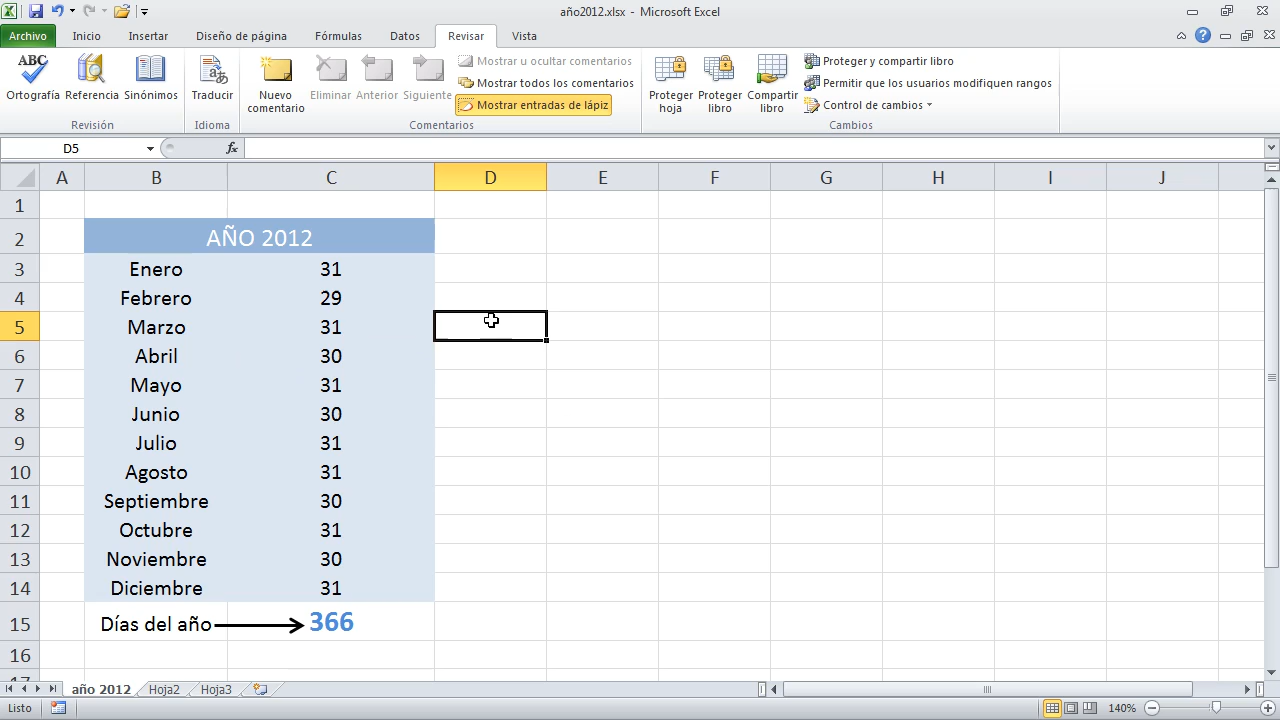 año2012.xlsx - Microsoft Excel
Archivo Inicio Insertar Diseño de página Fórmulas Datos Revisar Vista
ABC
Ortografía Referencia Sinónimos
Revisión
Traducir
Idioma
Nuevo comentario Eliminar Anterior Siguiente
Mostrar u ocultar comentarios
Mostrar todos los comentarios
Mostrar entradas de lápiz
Comentarios
Proteger hoja Proteger libro Compartir libro
Proteger y compartir libro
Permitir que los usuarios modifiquen rangos
Control de cambios
Cambios
D5 fx
A B C D E F G H I J
1
2 AÑO 2012
3 Enero 31
4 Febrero 29
5 Marzo 31
6 Abril 30
7 Mayo 31
8 Junio 30
9 Julio 31
10 Agosto 31
11 Septiembre 30
12 Octubre 31
13 Noviembre 30
14 Diciembre 31
15 Días del año 366
16
17
año 2012 Hoja2 Hoja3
Listo 140%